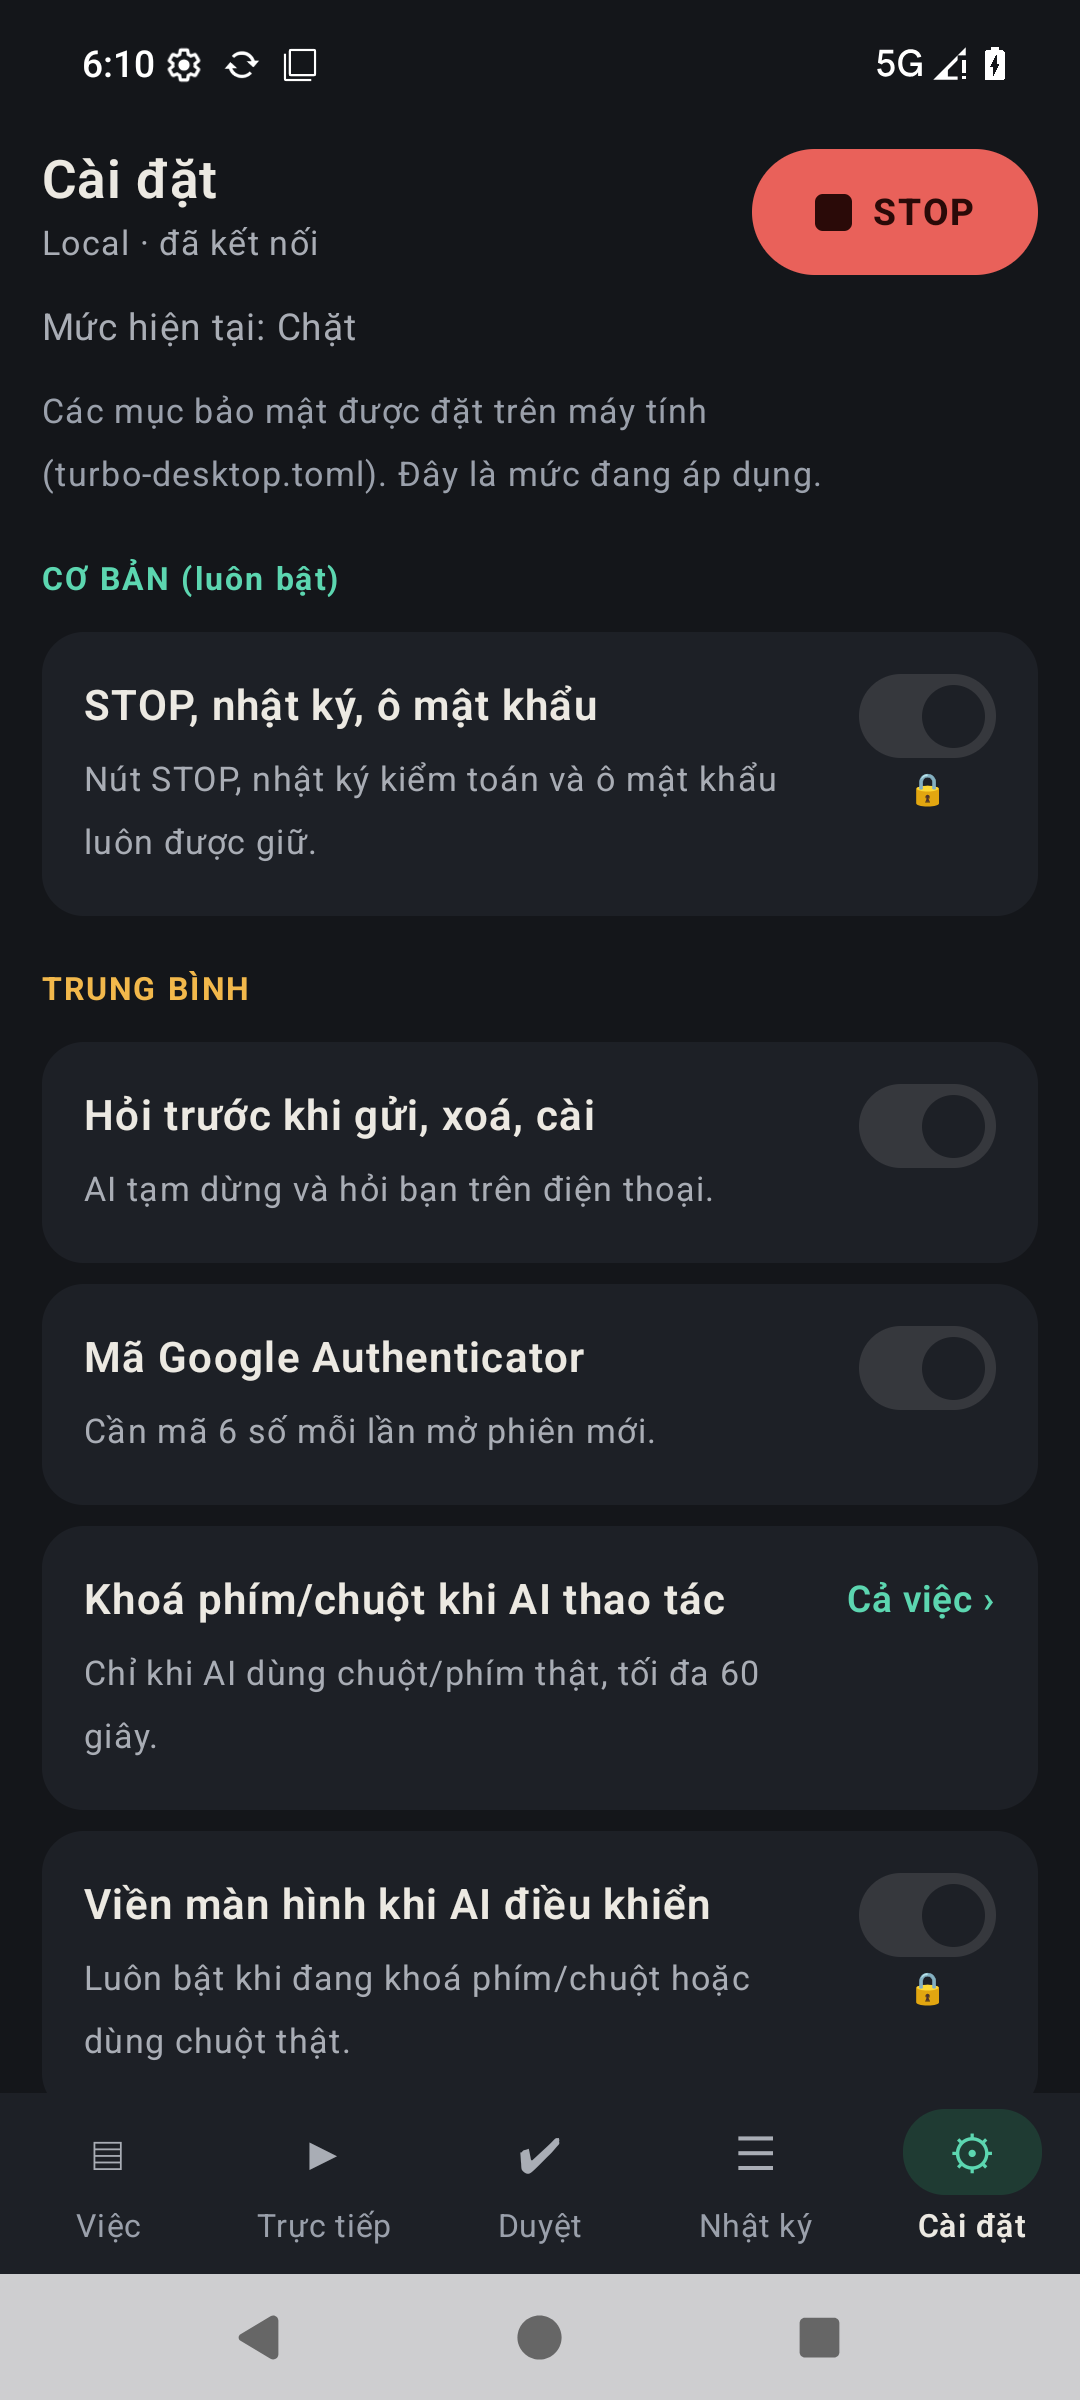 6:10
5G
Cài đặt
STOP
Local · đã kết nối
Mức hiện tại: Chặt
Các mục bảo mật được đặt trên máy tính
(turbo-desktop.toml). Đây là mức đang áp dụng.
CƠ BẢN (luôn bật)
STOP, nhật ký, ô mật khẩu
Nút STOP, nhật ký kiểm toán và ô mật khẩu
luôn được giữ.
TRUNG BÌNH
Hỏi trước khi gửi, xoá, cài
AI tạm dừng và hỏi bạn trên điện thoại.
Mã Google Authenticator
Cần mã 6 số mỗi lần mở phiên mới.
Khoá phím/chuột khi AI thao tác
Cả việc ›
Chỉ khi AI dùng chuột/phím thật, tối đa 60
giây.
Viền màn hình khi AI điều khiển
Luôn bật khi đang khoá phím/chuột hoặc
dùng chuột thật.
Việc
Trực tiếp
Duyệt
Nhật ký
Cài đặt